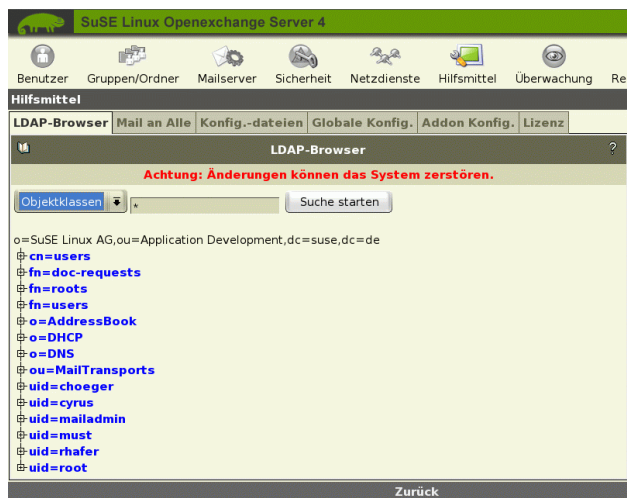 SuSE Linux Openexchange Server 4
Benutzer Gruppen/Ordner Mailserver Sicherheit Netzdienste Hilfsmittel Überwachung Re
Hilfsmittel
LDAP-Browser Mail an Alle Konfig.-dateien Globale Konfig. Addon Konfig. Lizenz
LDAP-Browser ?
Achtung: Änderungen können das System zerstören.
Objektklassen * Suche starten
o=SuSE Linux AG,ou=Application Development,dc=suse,dc=de
cn=users
fn=doc-requests
fn=roots
fn=users
o=AddressBook
o=DHCP
o=DNS
ou=MailTransports
uid=choeger
uid=cyrus
uid=mailadmin
uid=must
uid=rhafer
uid=root
Zurück